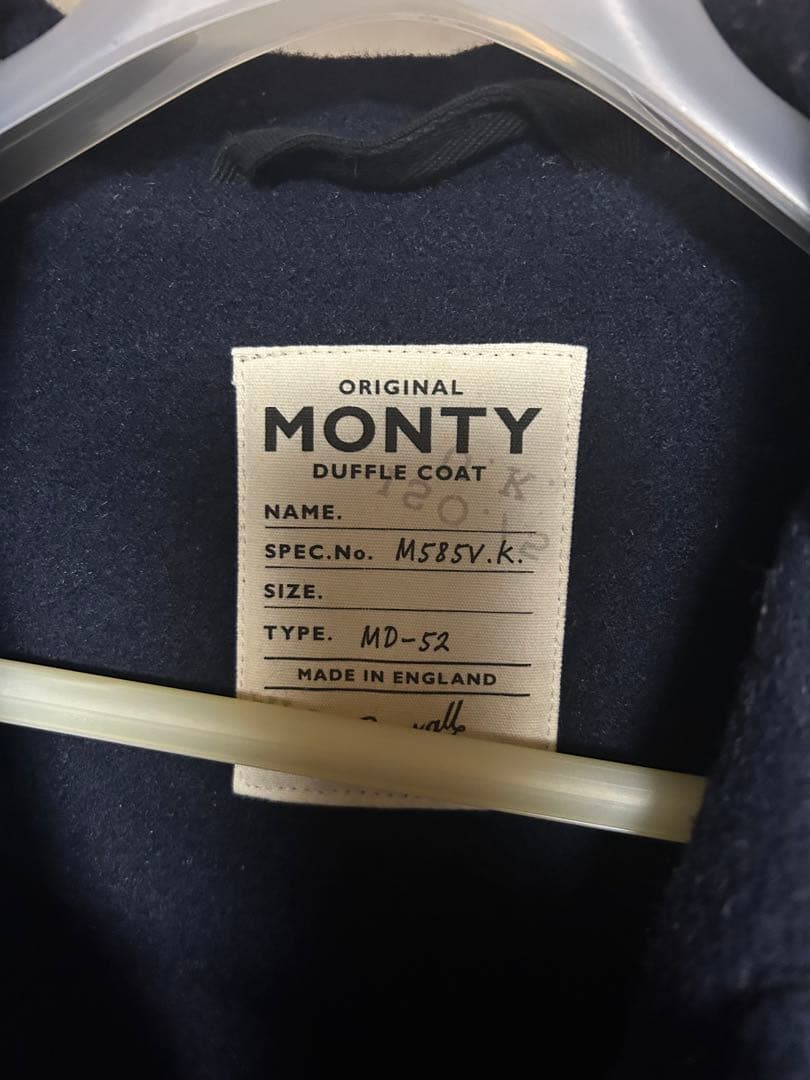 ORIGINAL
MONTY
DUFFLE COAT
NAME.
SPEC.No. M585V.K.
SIZE.
TYPE. MD-52
MADE IN ENGLAND